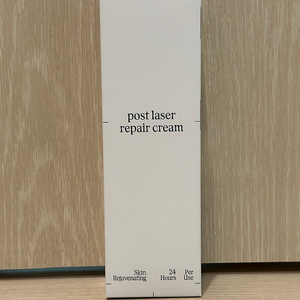 post laser
repair cream
Skin 24 Per
Rejuvenating Hours Use